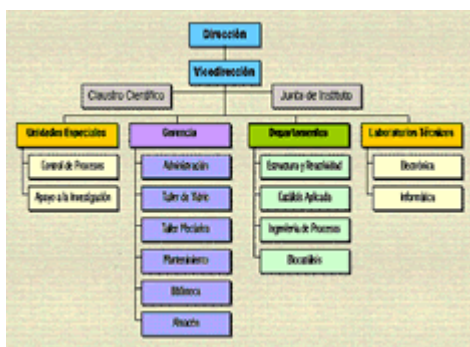 Dirección
Vicedirección
Claustro Científico
Junta de Instituto
Unidades Especiales
Gerencia
Departamentos
Laboratorios Técnicos
Control de Procesos
Administración
Estructura y Reactividad
Electrónica
Apoyo a la Investigación
Taller de Vidrio
Catálisis Aplicada
Informática
Taller Mecánico
Ingeniería de Procesos
Mantenimiento
Biocatálisis
Biblioteca
Almacén